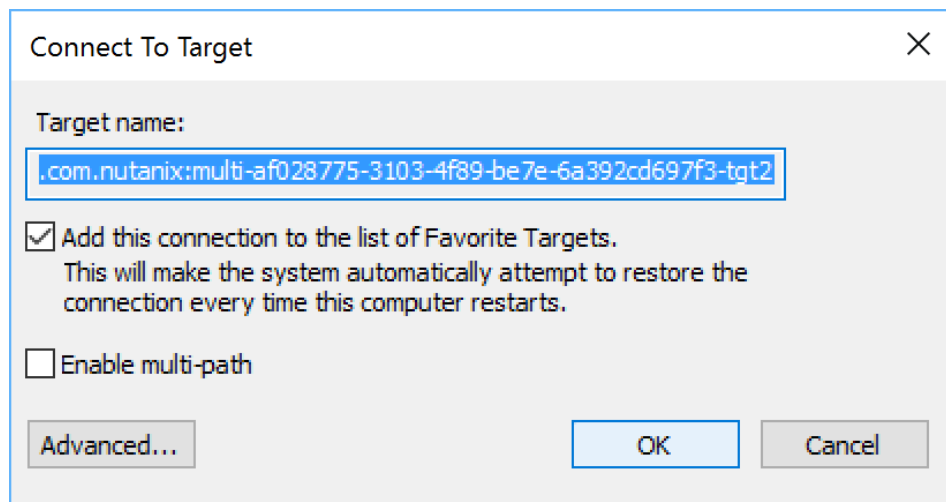 Connect To Target
Target name:
.com.nutanix:multi-af028775-3103-4f89-be7e-6a392cd697f3-tgt2
Add this connection to the list of Favorite Targets.
This will make the system automatically attempt to restore the
connection every time this computer restarts.
Enable multi-path
Advanced...
OK
Cancel